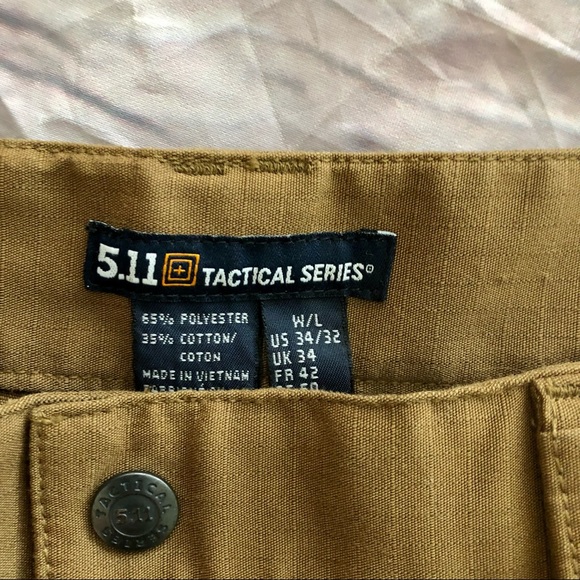 5.11 TACTICAL SERIES®
65% POLYESTER
35% COTTON/
COTON
MADE IN VIETNAM
W/L
US 34/32
UK 34
FR 42
TACTICAL
5.11
SERIES